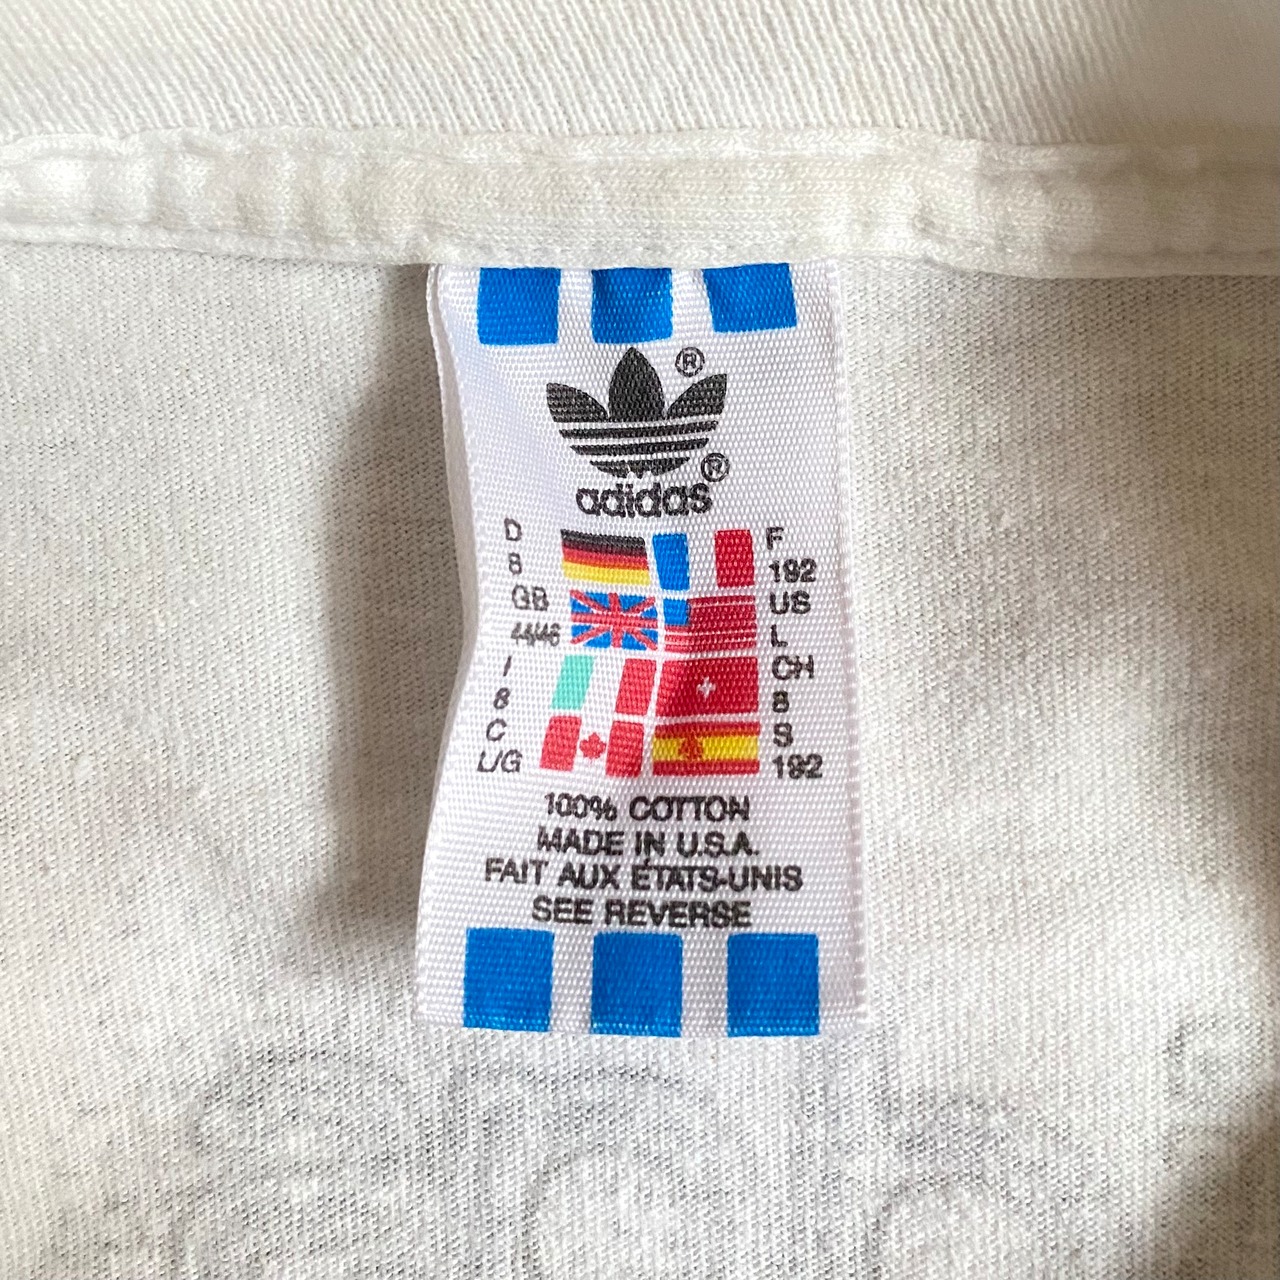 ®
®
adidas
D F
8 192
GB US
44/46 L
I CH
8 8
C S
L/G 192
100% COTTON
MADE IN U.S.A.
FAIT AUX ÉTATS-UNIS
SEE REVERSE